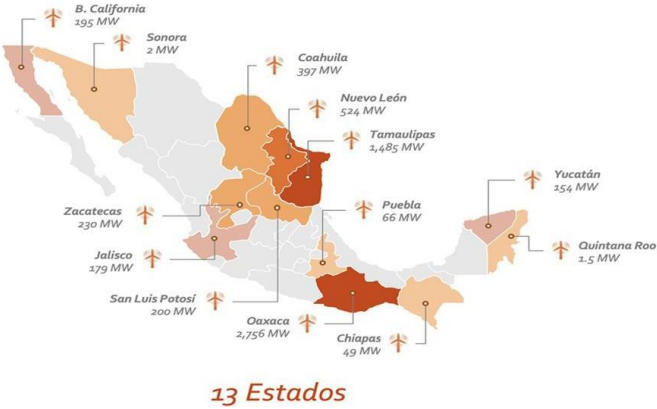 B. California
195 MW
Sonora
2 MW
Coahuila
397 MW
Nuevo León
524 MW
Tamaulipas
1,485 MW
Yucatán
154 MW
Zacatecas
230 MW
Puebla
66 MW
Quintana Roo
1.5 MW
Jalisco
179 MW
San Luis Potosí
200 MW
Oaxaca
2,756 MW
Chiapas
49 MW
13 Estados